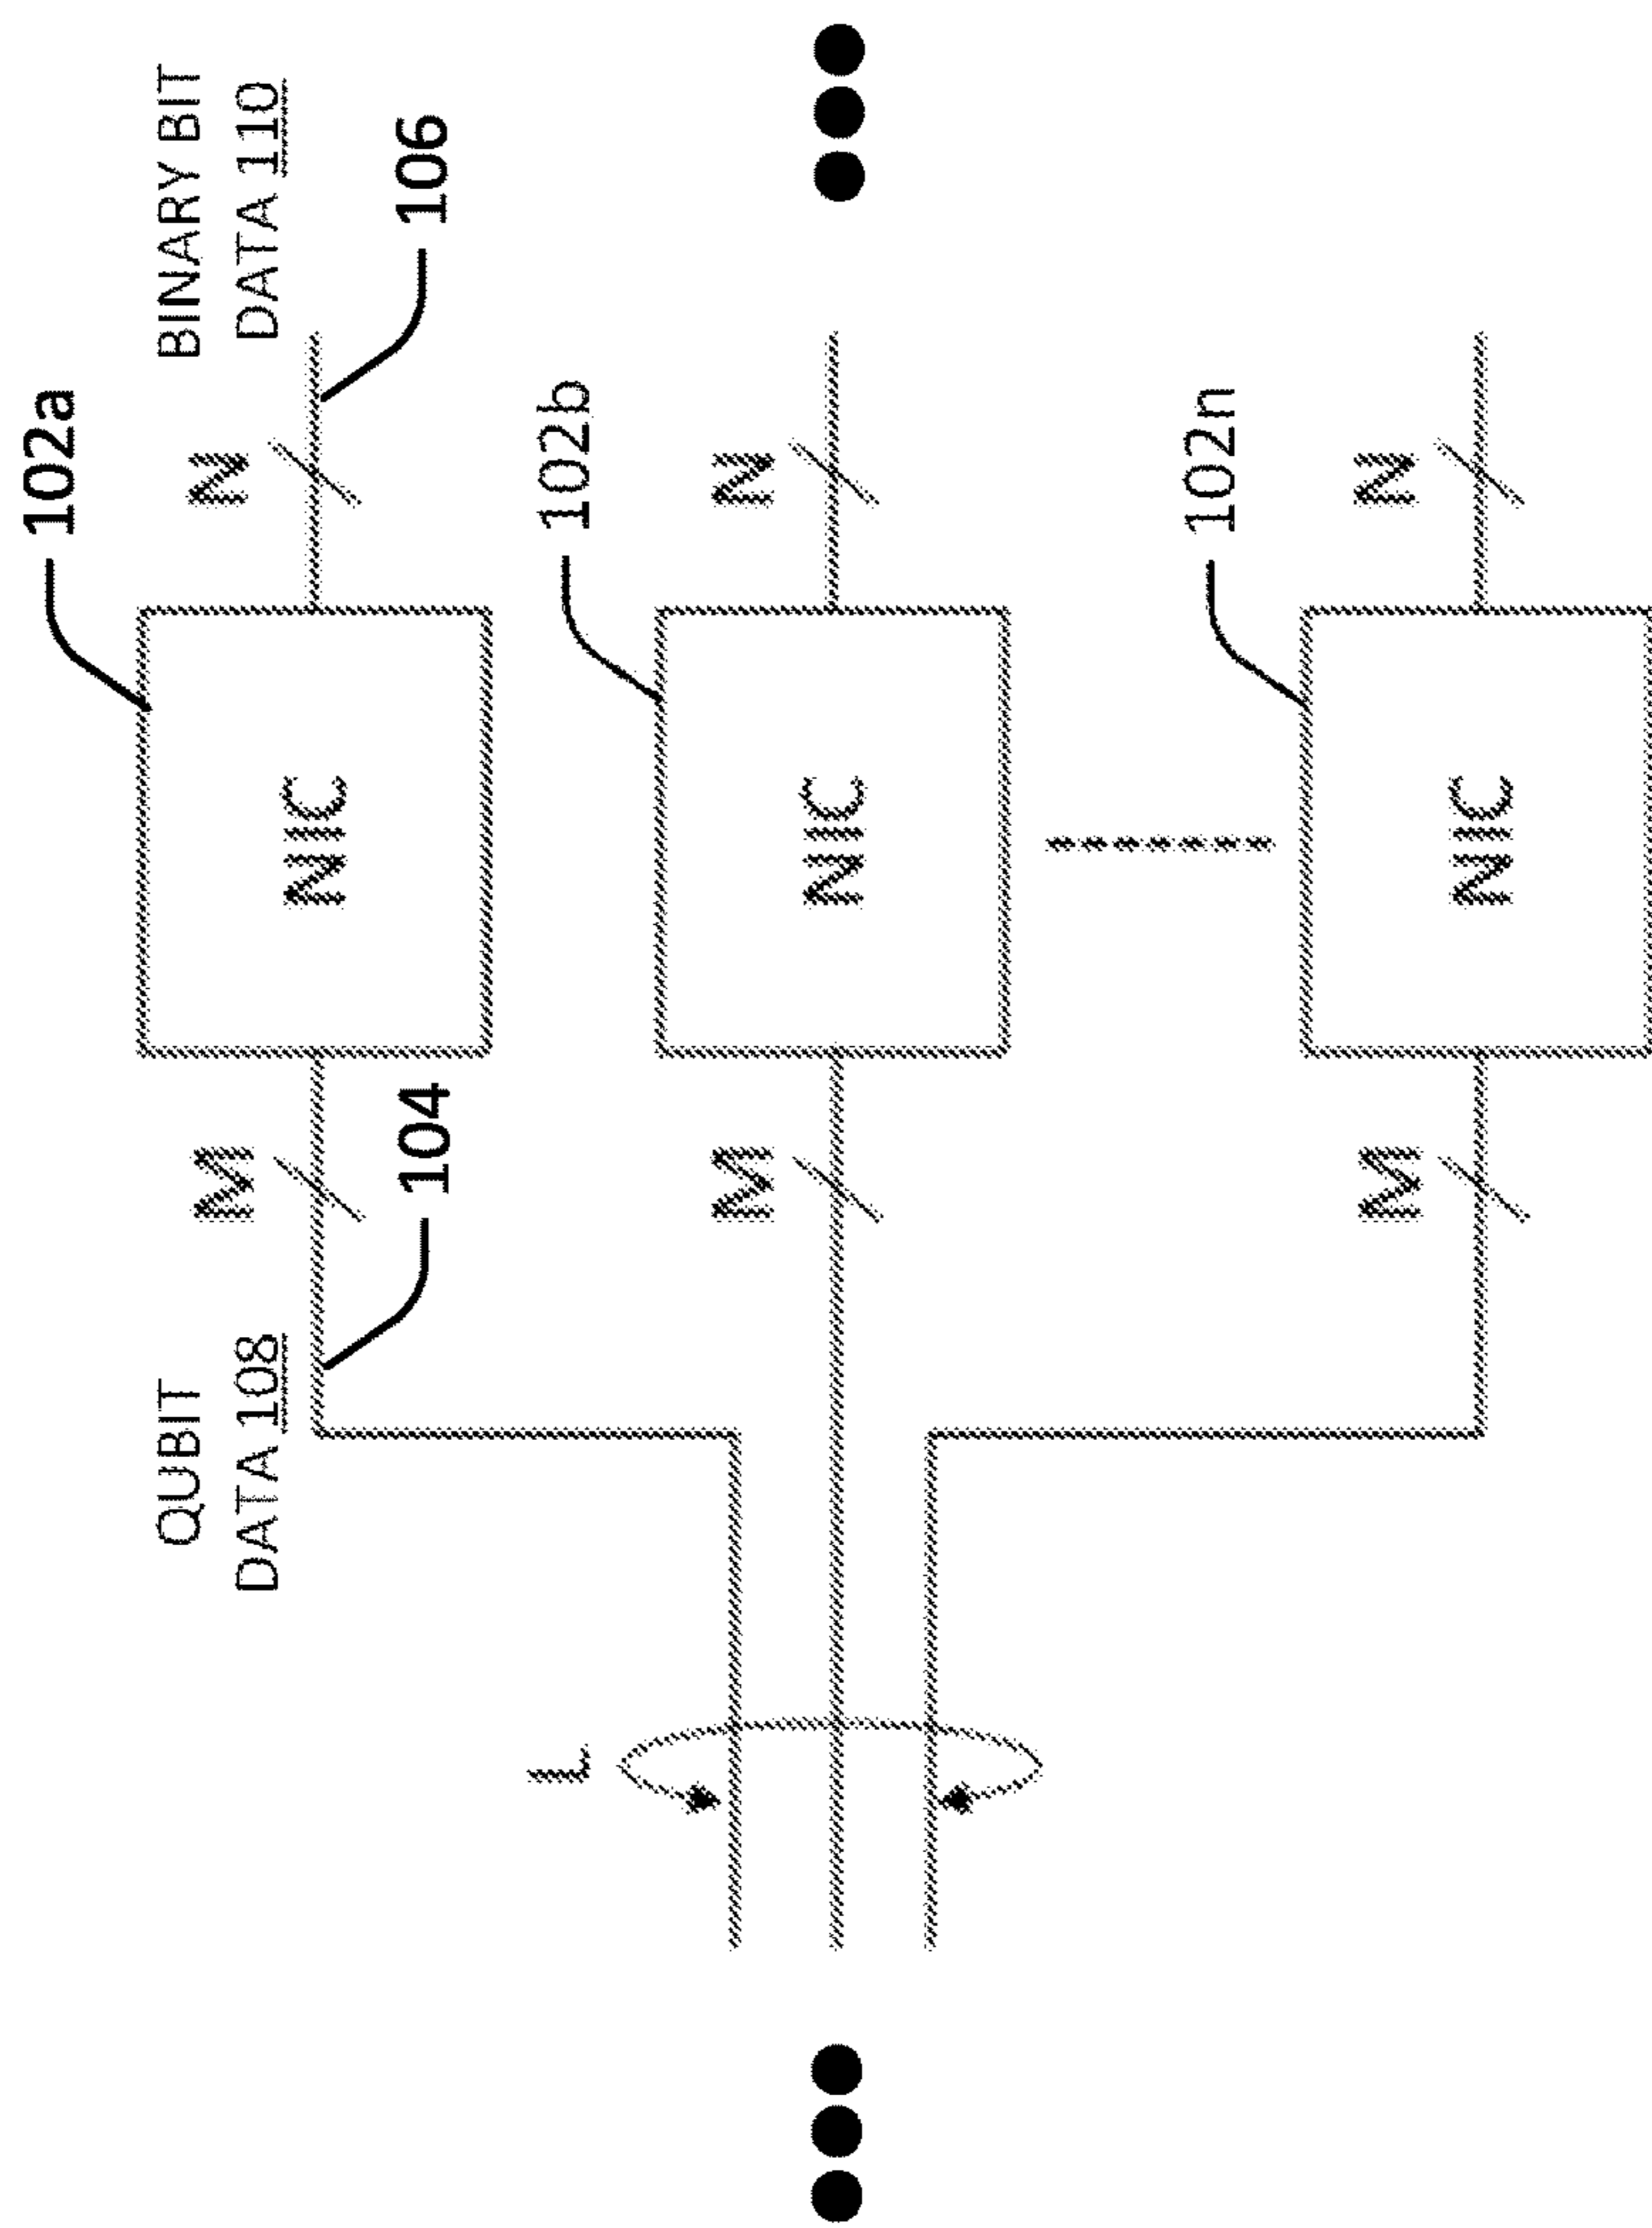 102a
QUBIT
DATA 108
M
N
BINARY BIT
DATA 110
NIC
104
106
L
102b
M
N
NIC
102n
M
N
NIC